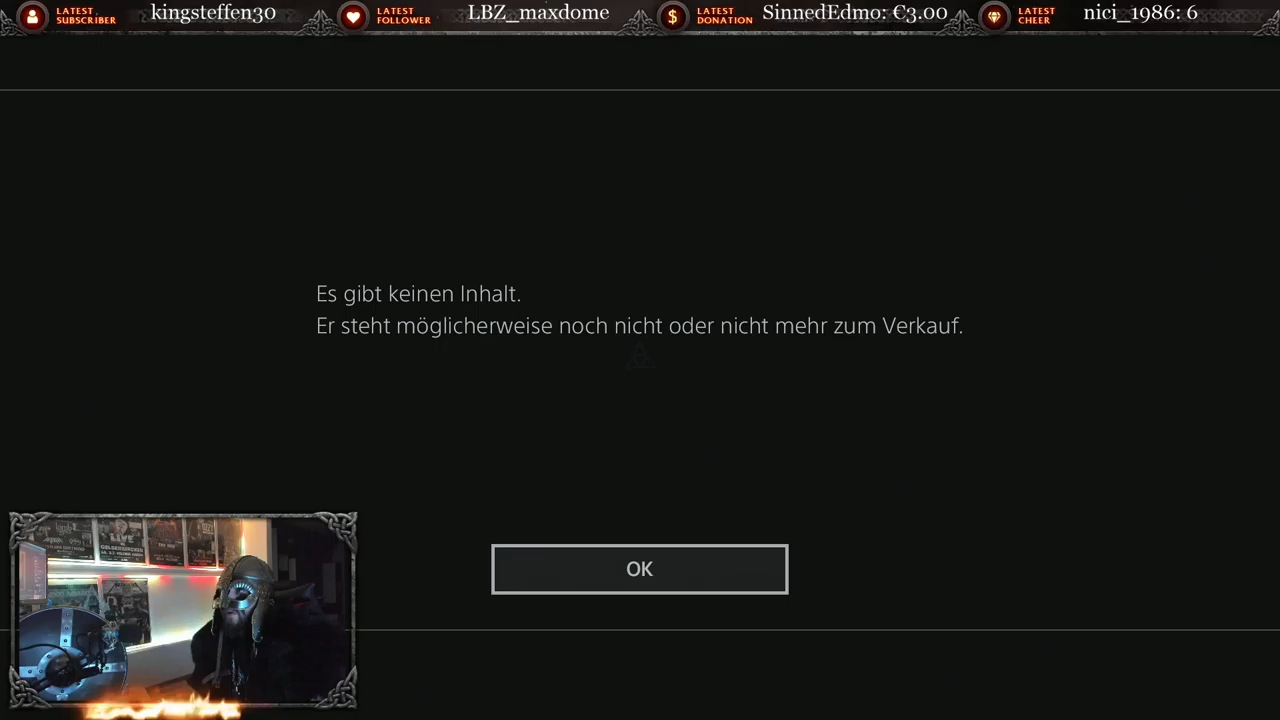 LATEST SUBSCRIBER kingsteffen30
LATEST FOLLOWER LBZ_maxdome
LATEST DONATION SinnedEdmo: €3.00
LATEST CHEER nici_1986: 6
Es gibt keinen Inhalt.
Er steht möglicherweise noch nicht oder nicht mehr zum Verkauf.
OK